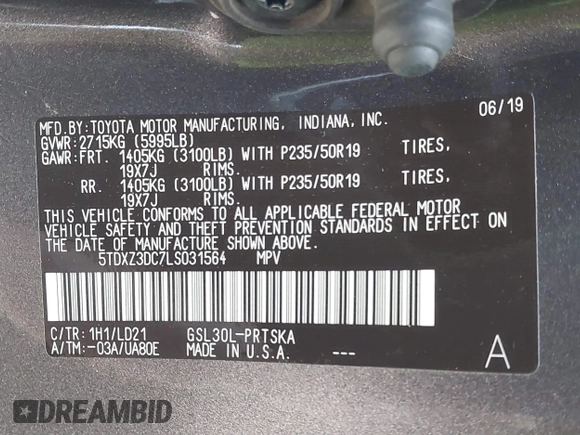 MFD.BY:TOYOTA MOTOR MANUFACTURING, INDIANA, INC. 06/19
GVWR:2715KG (5995LB)
GAWR:FRT. 1405KG (3100LB) WITH P235/50R19 TIRES,
19X7J RIMS.
RR. 1405KG (3100LB) WITH P235/50R19 TIRES,
19X7J RIMS.
THIS VEHICLE CONFORMS TO ALL APPLICABLE FEDERAL MOTOR
VEHICLE SAFETY AND THEFT PREVENTION STANDARDS IN EFFECT ON
THE DATE OF MANUFACTURE SHOWN ABOVE.
5TDXZ3DC7LS031564 MPV
C/TR:1H1/LD21 GSL30L-PRTSKA
A/TM:-03A/UA80E MADE IN U.S.A. --- A
DREAMBID